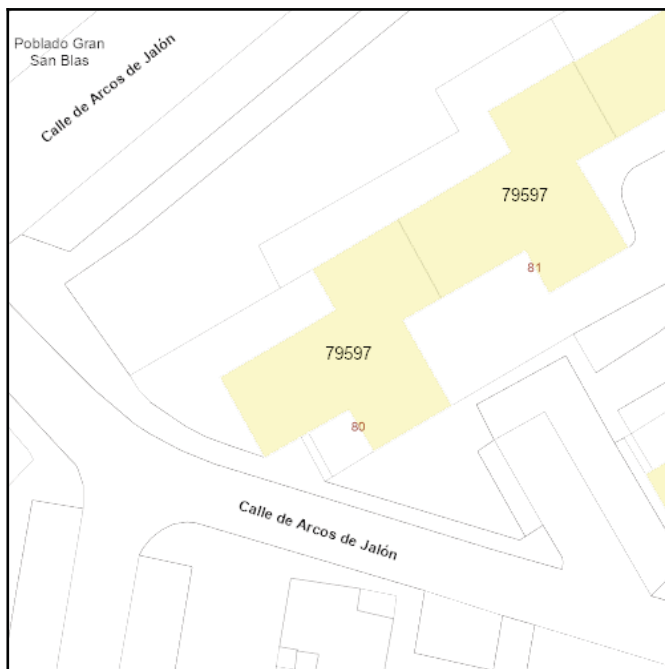 Poblado Gran
San Blas
Calle de Arcos de Jalón
79597
81
79597
80
Calle de Arcos de Jalón